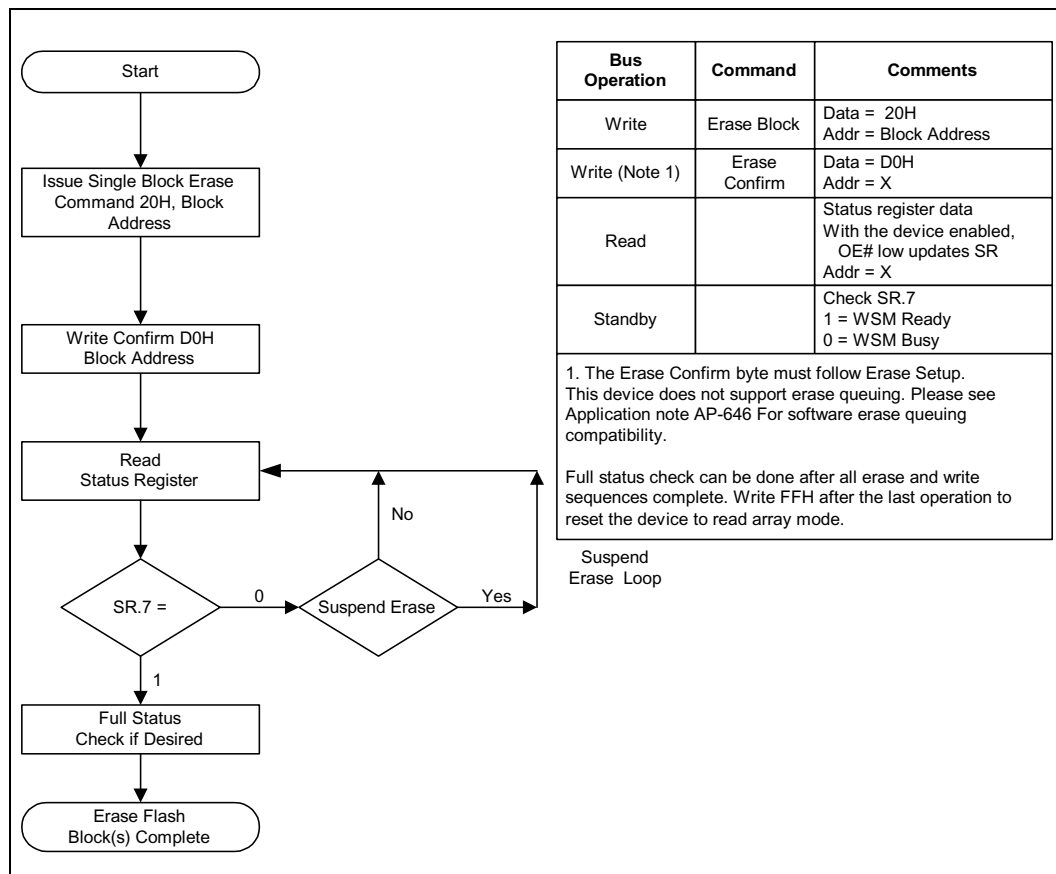 Start
Issue Single Block Erase
Command 20H, Block
Address
Write Confirm D0H
Block Address
Read
Status Register
No
SR.7 =
0
Suspend Erase
Yes
1
Full Status
Check if Desired
Erase Flash
Block(s) Complete
Bus
Operation
Command
Comments
Write
Erase Block
Data =  20H
Addr = Block Address
Write (Note 1)
Erase
Confirm
Data = D0H
Addr = X
Read
Status register data
With the device enabled,
OE# low updates SR
Addr = X
Standby
Check SR.7
1 = WSM Ready
0 = WSM Busy
1. The Erase Confirm byte must follow Erase Setup.
This device does not support erase queuing. Please see
Application note AP-646 For software erase queuing
compatibility.
Full status check can be done after all erase and write
sequences complete. Write FFH after the last operation to
reset the device to read array mode.
Suspend
Erase  Loop